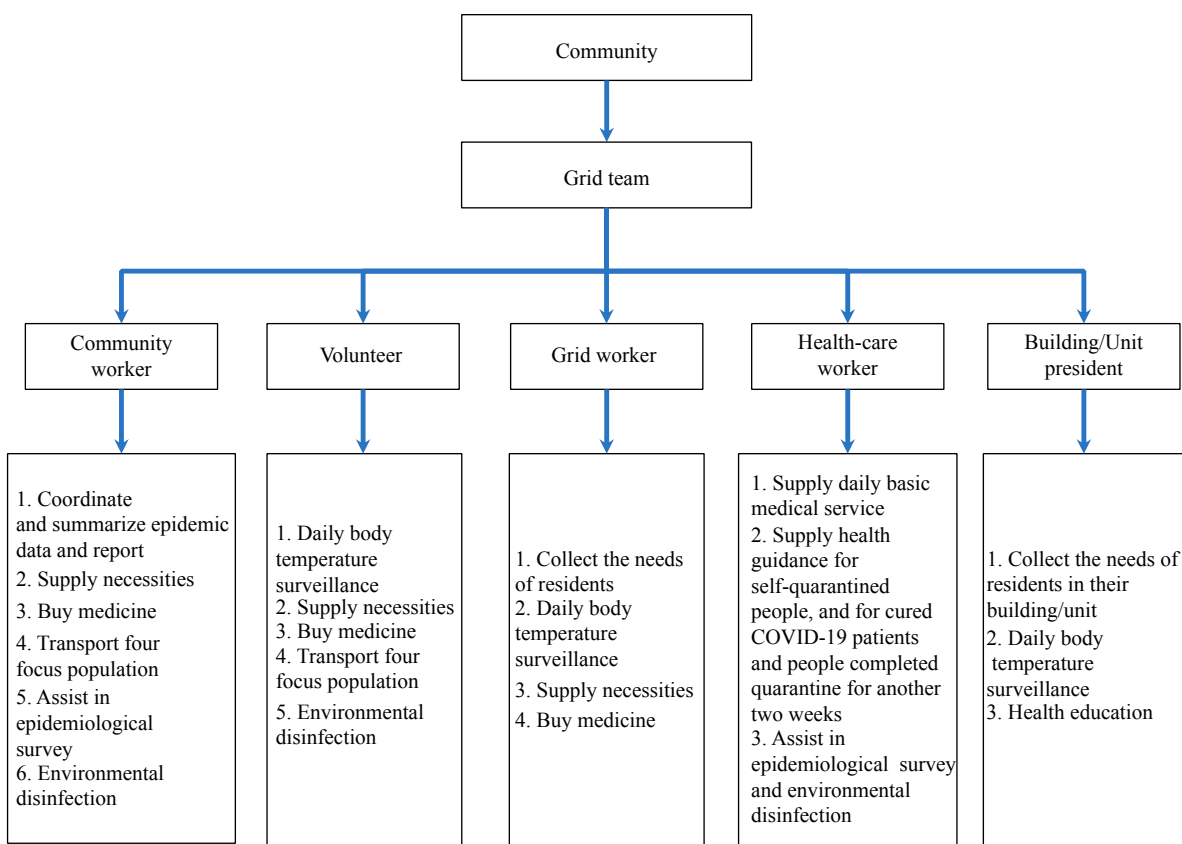 Community
Grid team
Community
worker
Volunteer
Grid worker
Health-care
worker
Building/Unit
president
1. Coordinate
and summarize epidemic
data and report
2. Supply necessities
3. Buy medicine
4. Transport four
focus population
5. Assist in
epidemiological
survey
6. Environmental
disinfection
1. Daily body
temperature
surveillance
2. Supply necessities
3. Buy medicine
4. Transport four
focus population
5. Environmental
disinfection
1. Collect the needs
of residents
2. Daily body
temperature
surveillance
3. Supply necessities
4. Buy medicine
1. Supply daily basic
medical service
2. Supply health
guidance for
self-quarantined
people, and for cured
COVID-19 patients
and people completed
quarantine for another
two weeks
3. Assist in
epidemiological survey
and environmental
disinfection
1. Collect the needs of
residents in their
building/unit
2. Daily body
temperature
surveillance
3. Health education